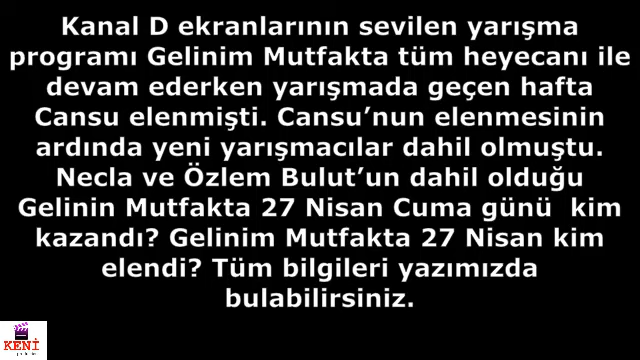 Kanal D ekranlarının sevilen yarışma
programı Gelinim Mutfakta tüm heyecanı ile
devam ederken yarışmada geçen hafta
Cansu elenmişti. Cansu’nun elenmesinin
ardında yeni yarışmacılar dahil olmuştu.
Necla ve Özlem Bulut’un dahil olduğu
Gelinin Mutfakta 27 Nisan Cuma günü  kim
kazandı? Gelinim Mutfakta 27 Nisan kim
elendi? Tüm bilgileri yazımızda
bulabilirsiniz.
KENİ